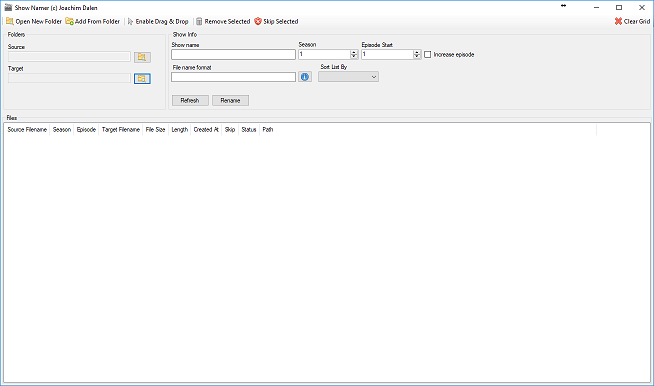 Show Namer (c) Joachim Dalen
Open New Folder Add From Folder Enable Drag & Drop Remove Selected Skip Selected Clear Grid
Folders
Source
Target
Show Info
Show name Season Episode Start
1 1 Increase episode
File name format Sort List By
Refresh Rename
Files
Source Filename Season Episode Target Filename File Size Length Created At Skip Status Path